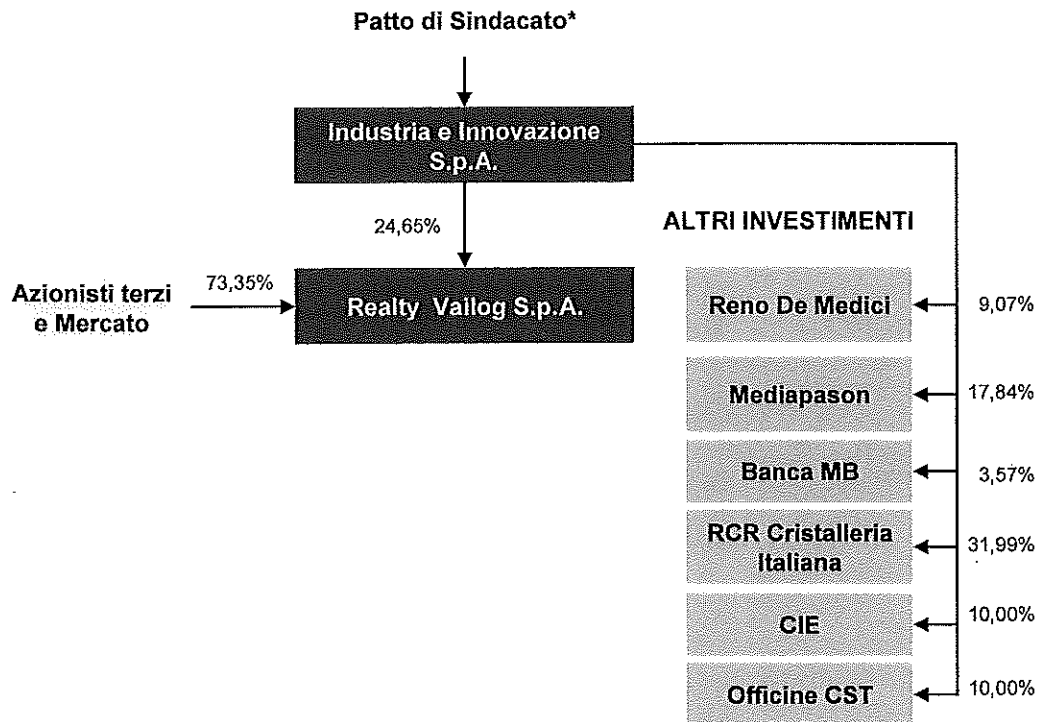 Patto di Sindacato*
Industria e Innovazione
S.p.A.
24,65%
ALTRI INVESTIMENTI
Azionisti terzi
e Mercato
73,35%
Realty Vailog S.p.A.
Reno De Medici
9,07%
Mediapason
17,84%
Banca MB
3,57%
RCR Cristalleria
Italiana
31,99%
CIE
10,00%
Officine CST
10,00%